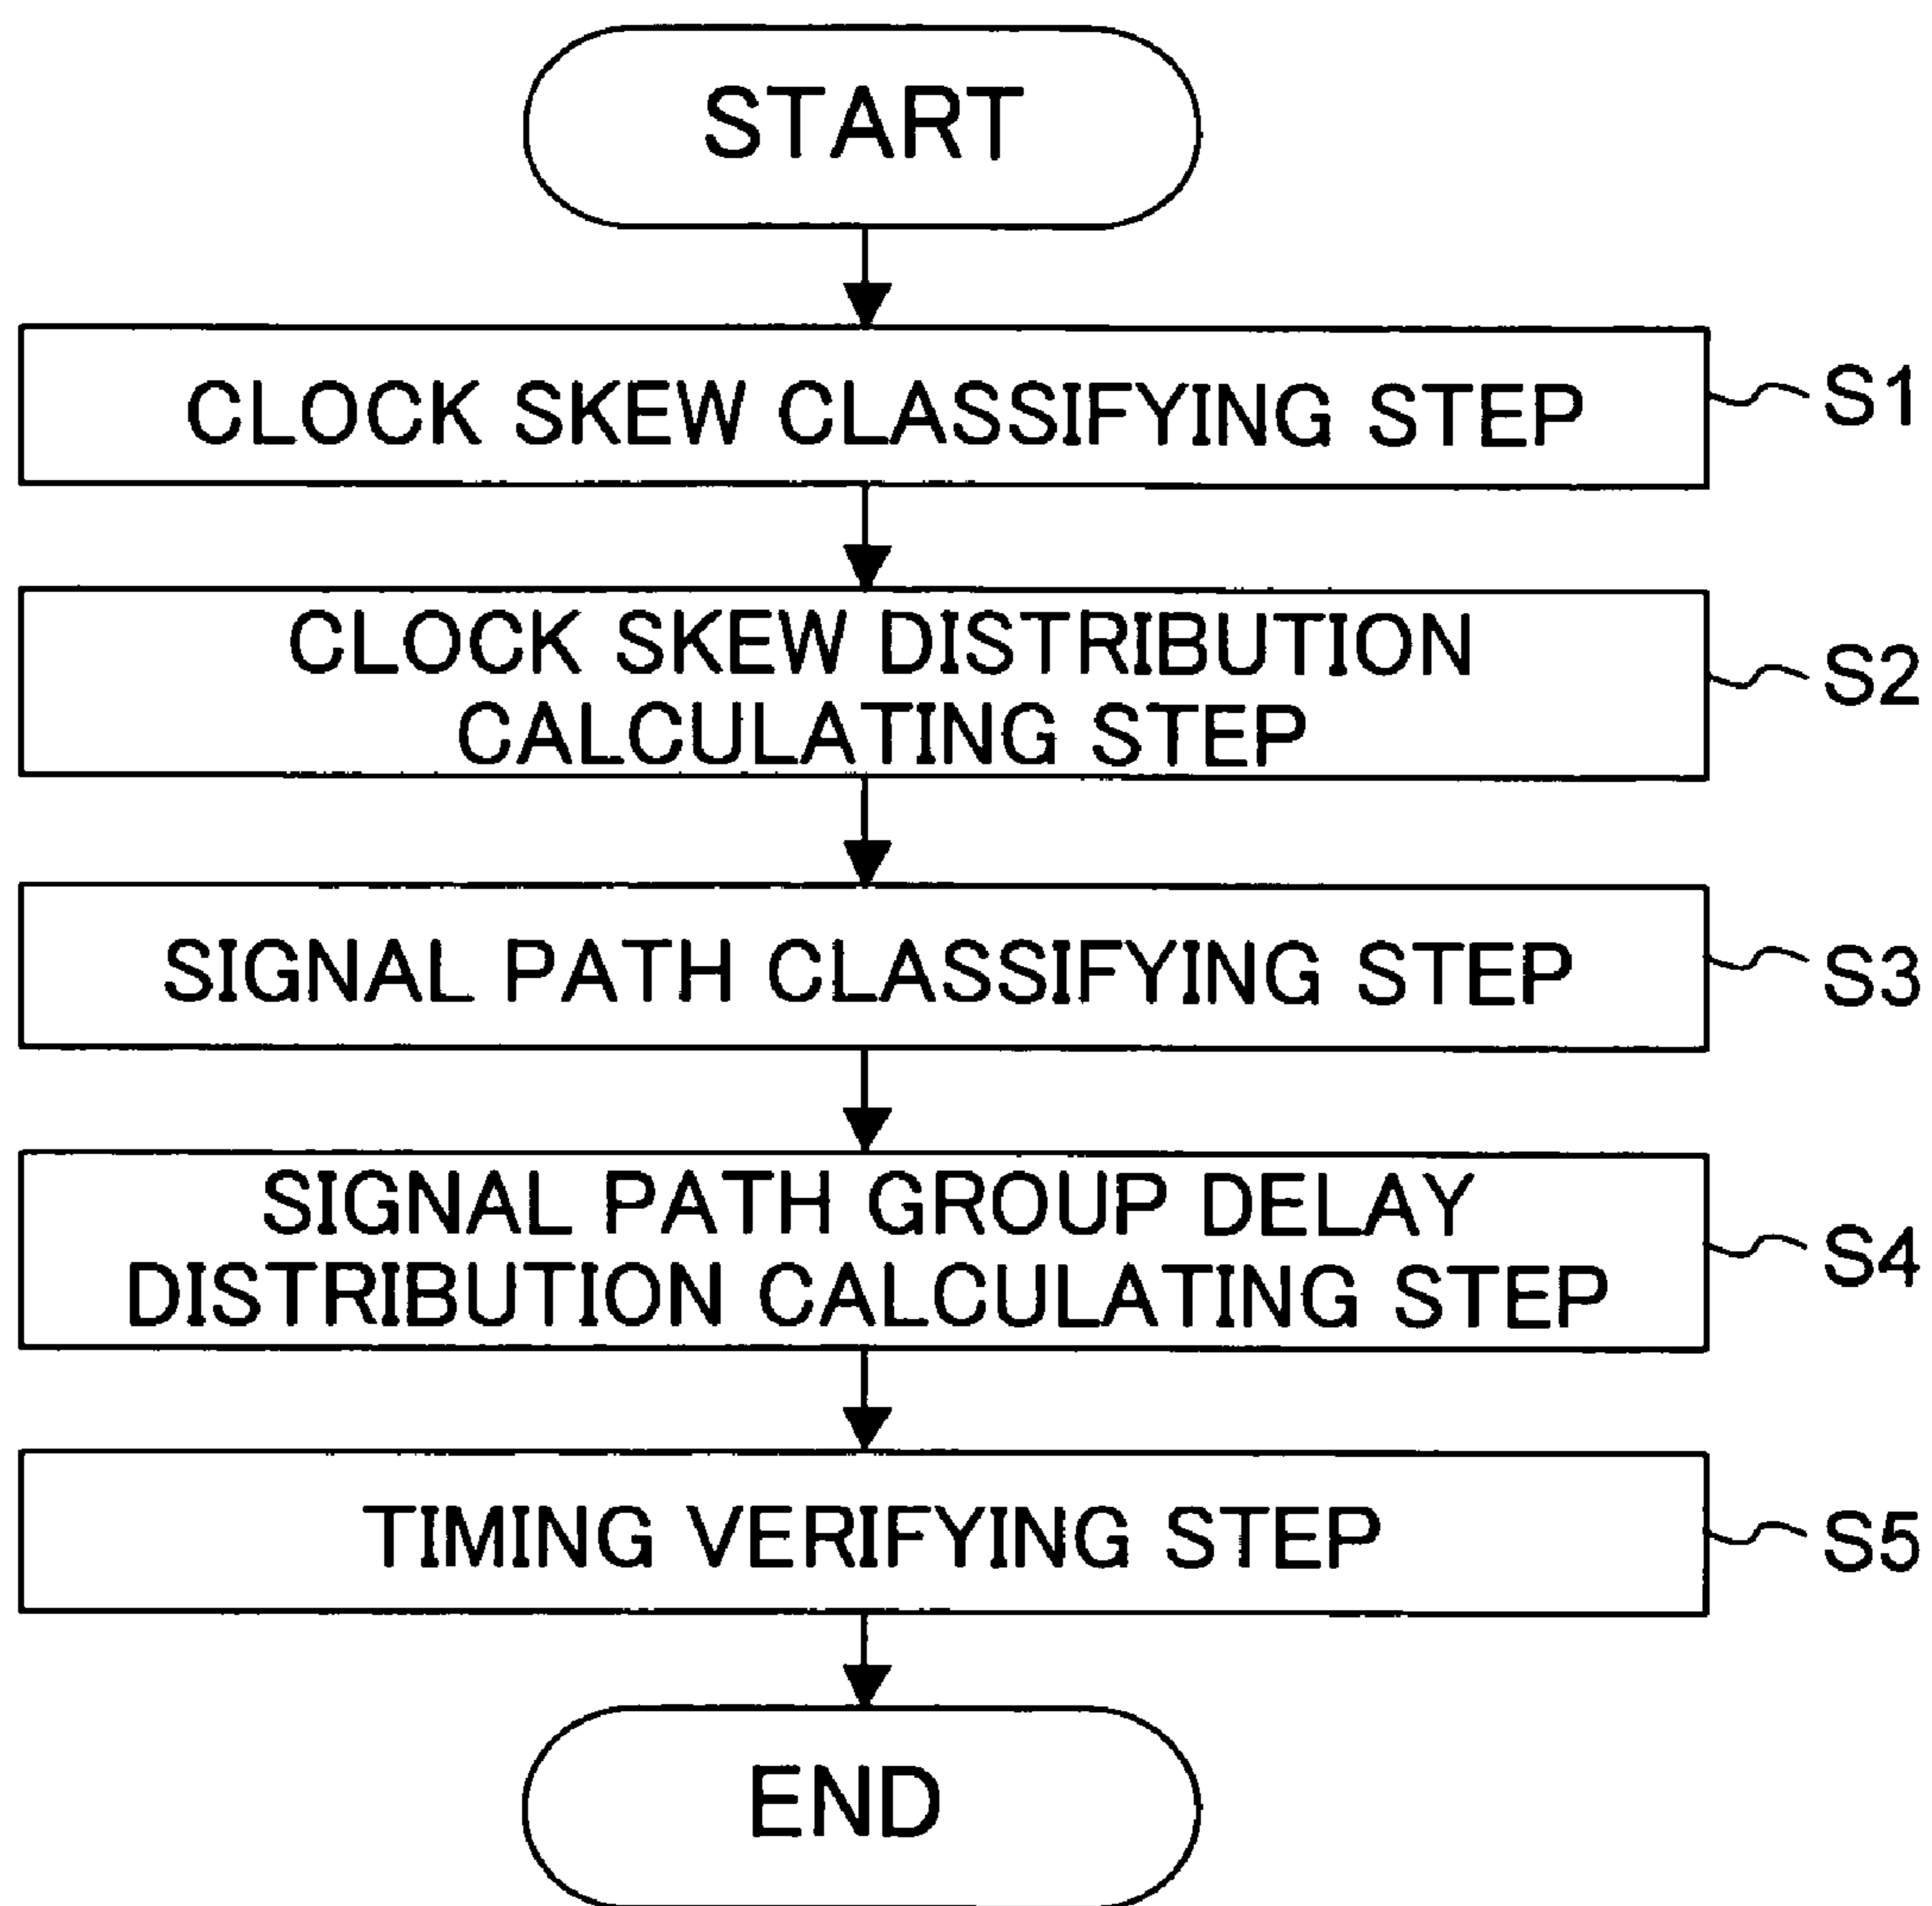 START
CLOCK SKEW CLASSIFYING STEP
S1
CLOCK SKEW DISTRIBUTION
CALCULATING STEP
S2
SIGNAL PATH CLASSIFYING STEP
S3
SIGNAL PATH GROUP DELAY
DISTRIBUTION CALCULATING STEP
S4
TIMING VERIFYING STEP
S5
END